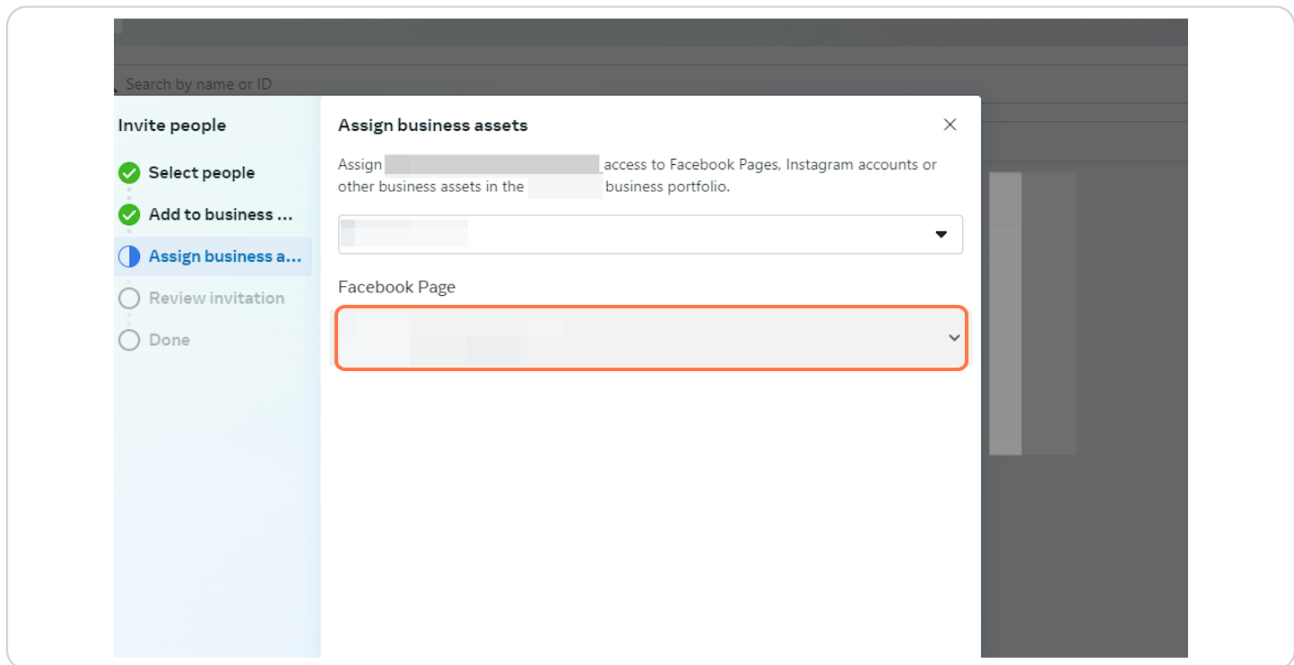 Search by name or ID
Invite people
Assign business assets
Select people
Assign access to Facebook Pages, Instagram accounts or
other business assets in the business portfolio.
Add to business ...
Assign business a...
Facebook Page
Review invitation
Done